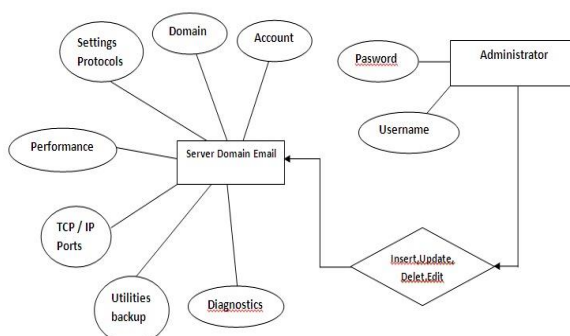 Settings
Protocols
Domain
Account
Pasword
Administrator
Username
Performance
Server Domain Email
TCP / IP
Ports
Insert,Update,
Delet,Edit
Utilities
backup
Diagnostics